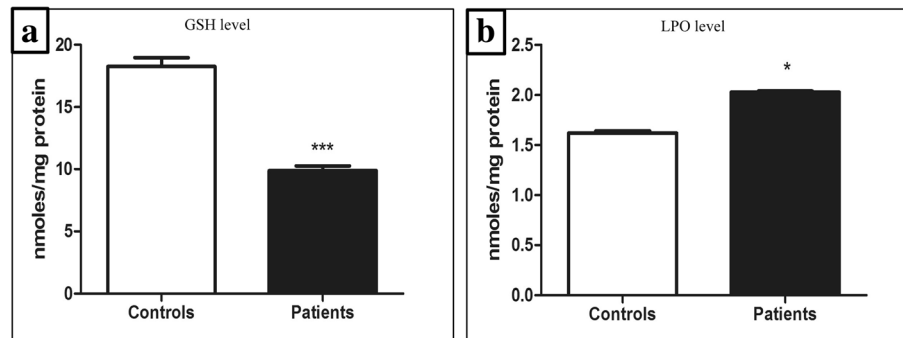 a
GSH level
nmoles/mg protein
20
15
10
5
0
***
Controls
Patients
b
LPO level
nmoles/mg protein
2.5
2.0
1.5
1.0
0.5
0.0
*
Controls
Patients